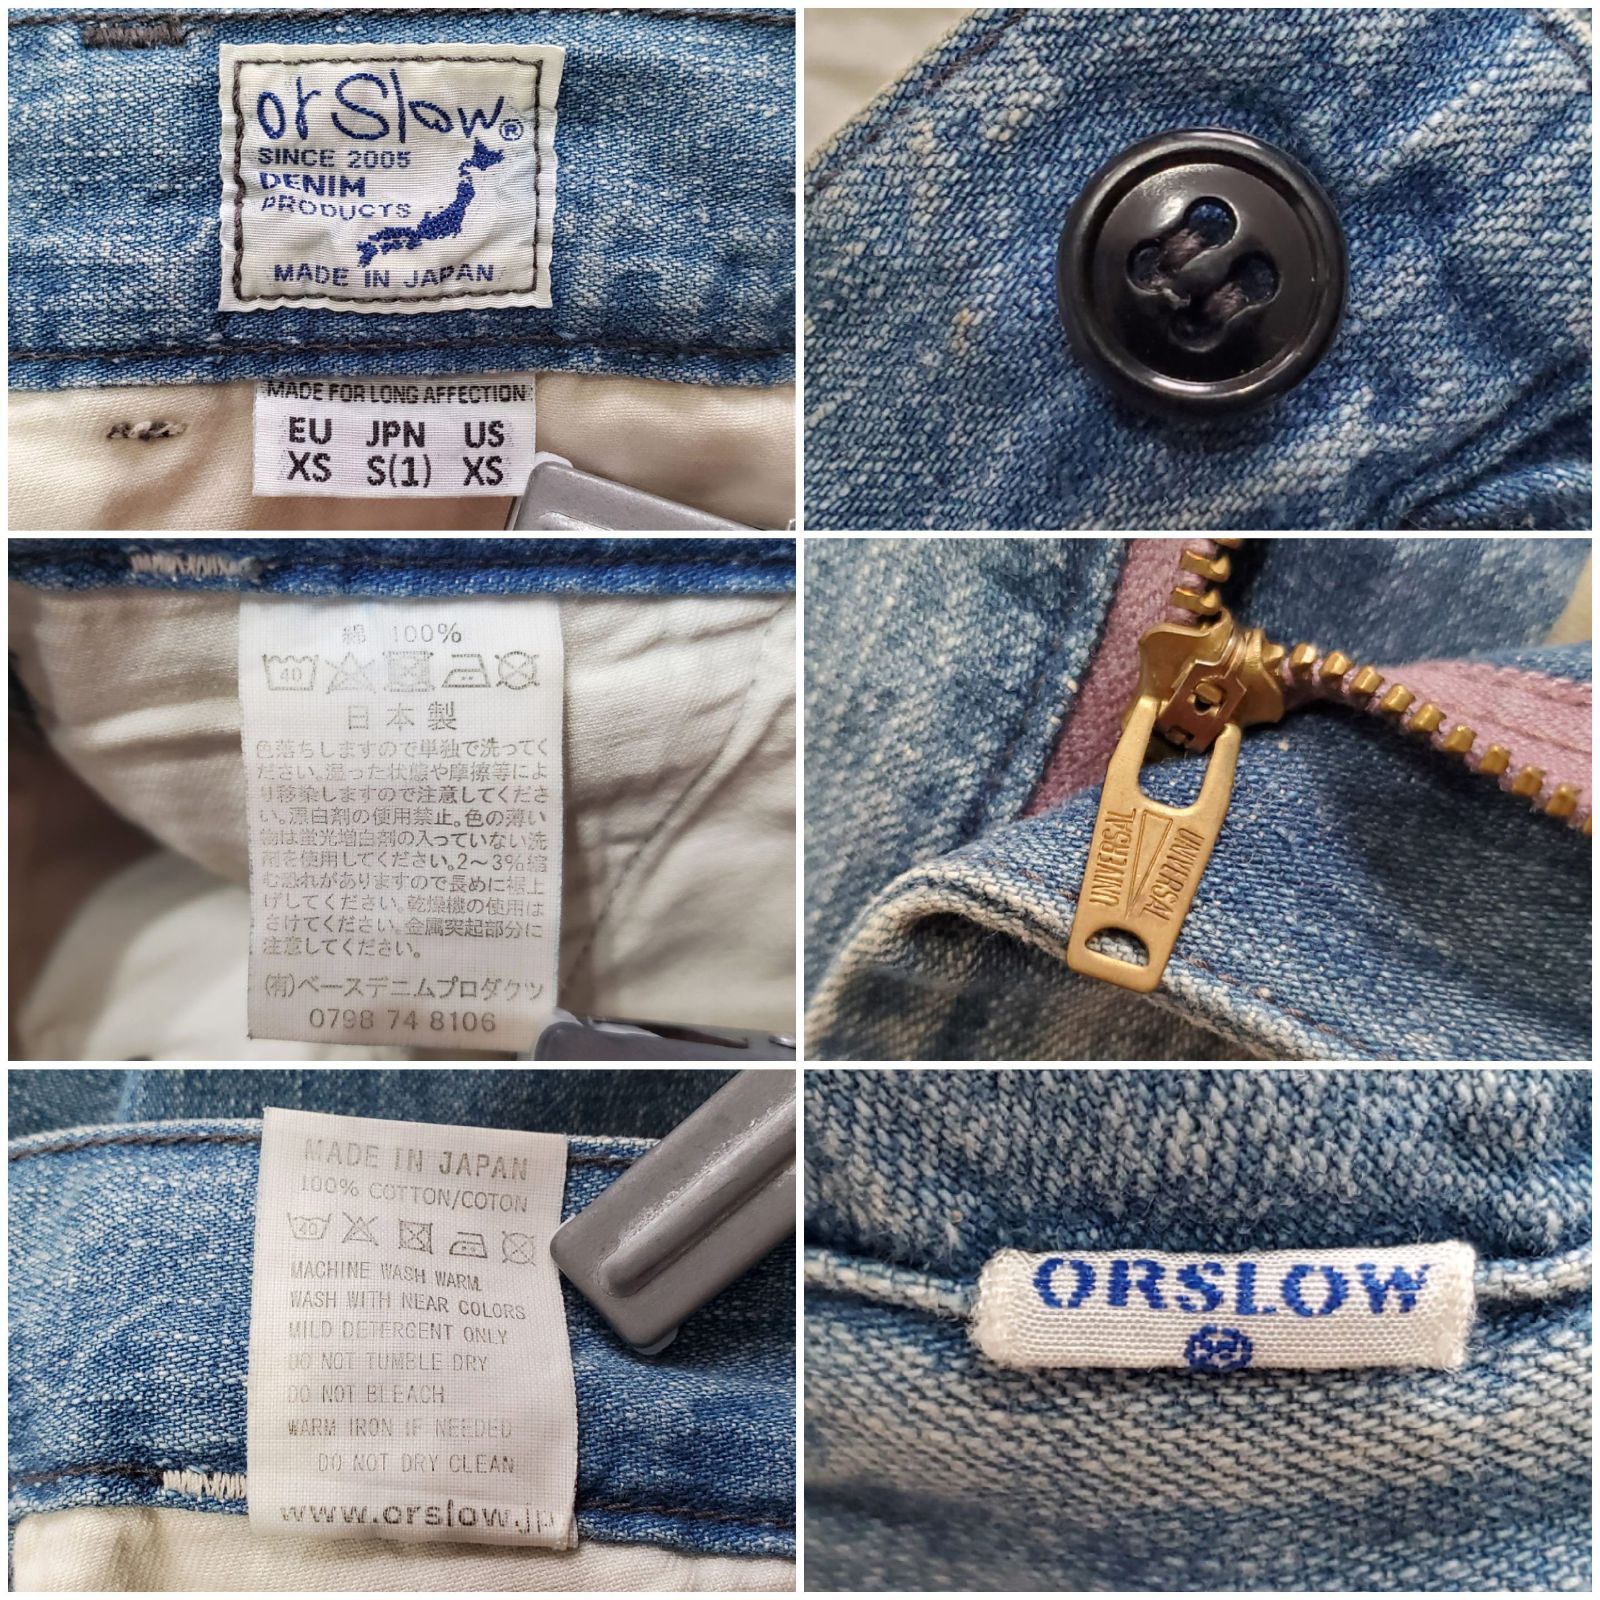 or Slow®
SINCE 2005
DENIM
PRODUCTS
MADE IN JAPAN
MADE FOR LONG AFFECTION
EU JPN US
XS S(1) XS
綿 100%
40
日本製
色落ちしますので単独で洗ってく
ださい。湿った状態や摩擦等によ
り移染しますので注意してくださ
い。漂白剤の使用禁止。色の薄い
物は蛍光増白剤の入っていない洗
剤を使用してください。2~3%縮
む恐れがありますので長めに裾上
げしてください。乾燥機の使用は
さけてください。金属突起部分に
注意してください。
(有)ベースデニムプロダクツ
0798 74 8106
UNIVERSAL
UNIVERSAL
MADE IN JAPAN
100% COTTON/COTON
40
MACHINE WASH WARM.
WASH WITH NEAR COLORS
MILD DETERGENT ONLY
DO NOT TUMBLE DRY
DO NOT BLEACH
WARM IRON IF NEEDED
DO NOT DRY CLEAN
www.orslow.jp
ORSLOW
®